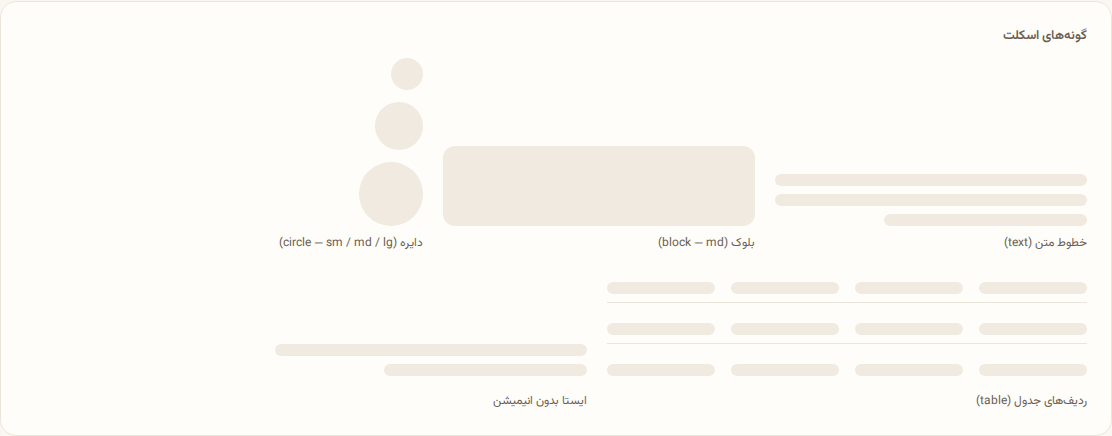 گونه‌های اسکلت
خطوط متن (text)
بلوک (block — md)
دایره (circle — sm / md / lg)
ردیف‌های جدول (table)
ایستا بدون انیمیشن